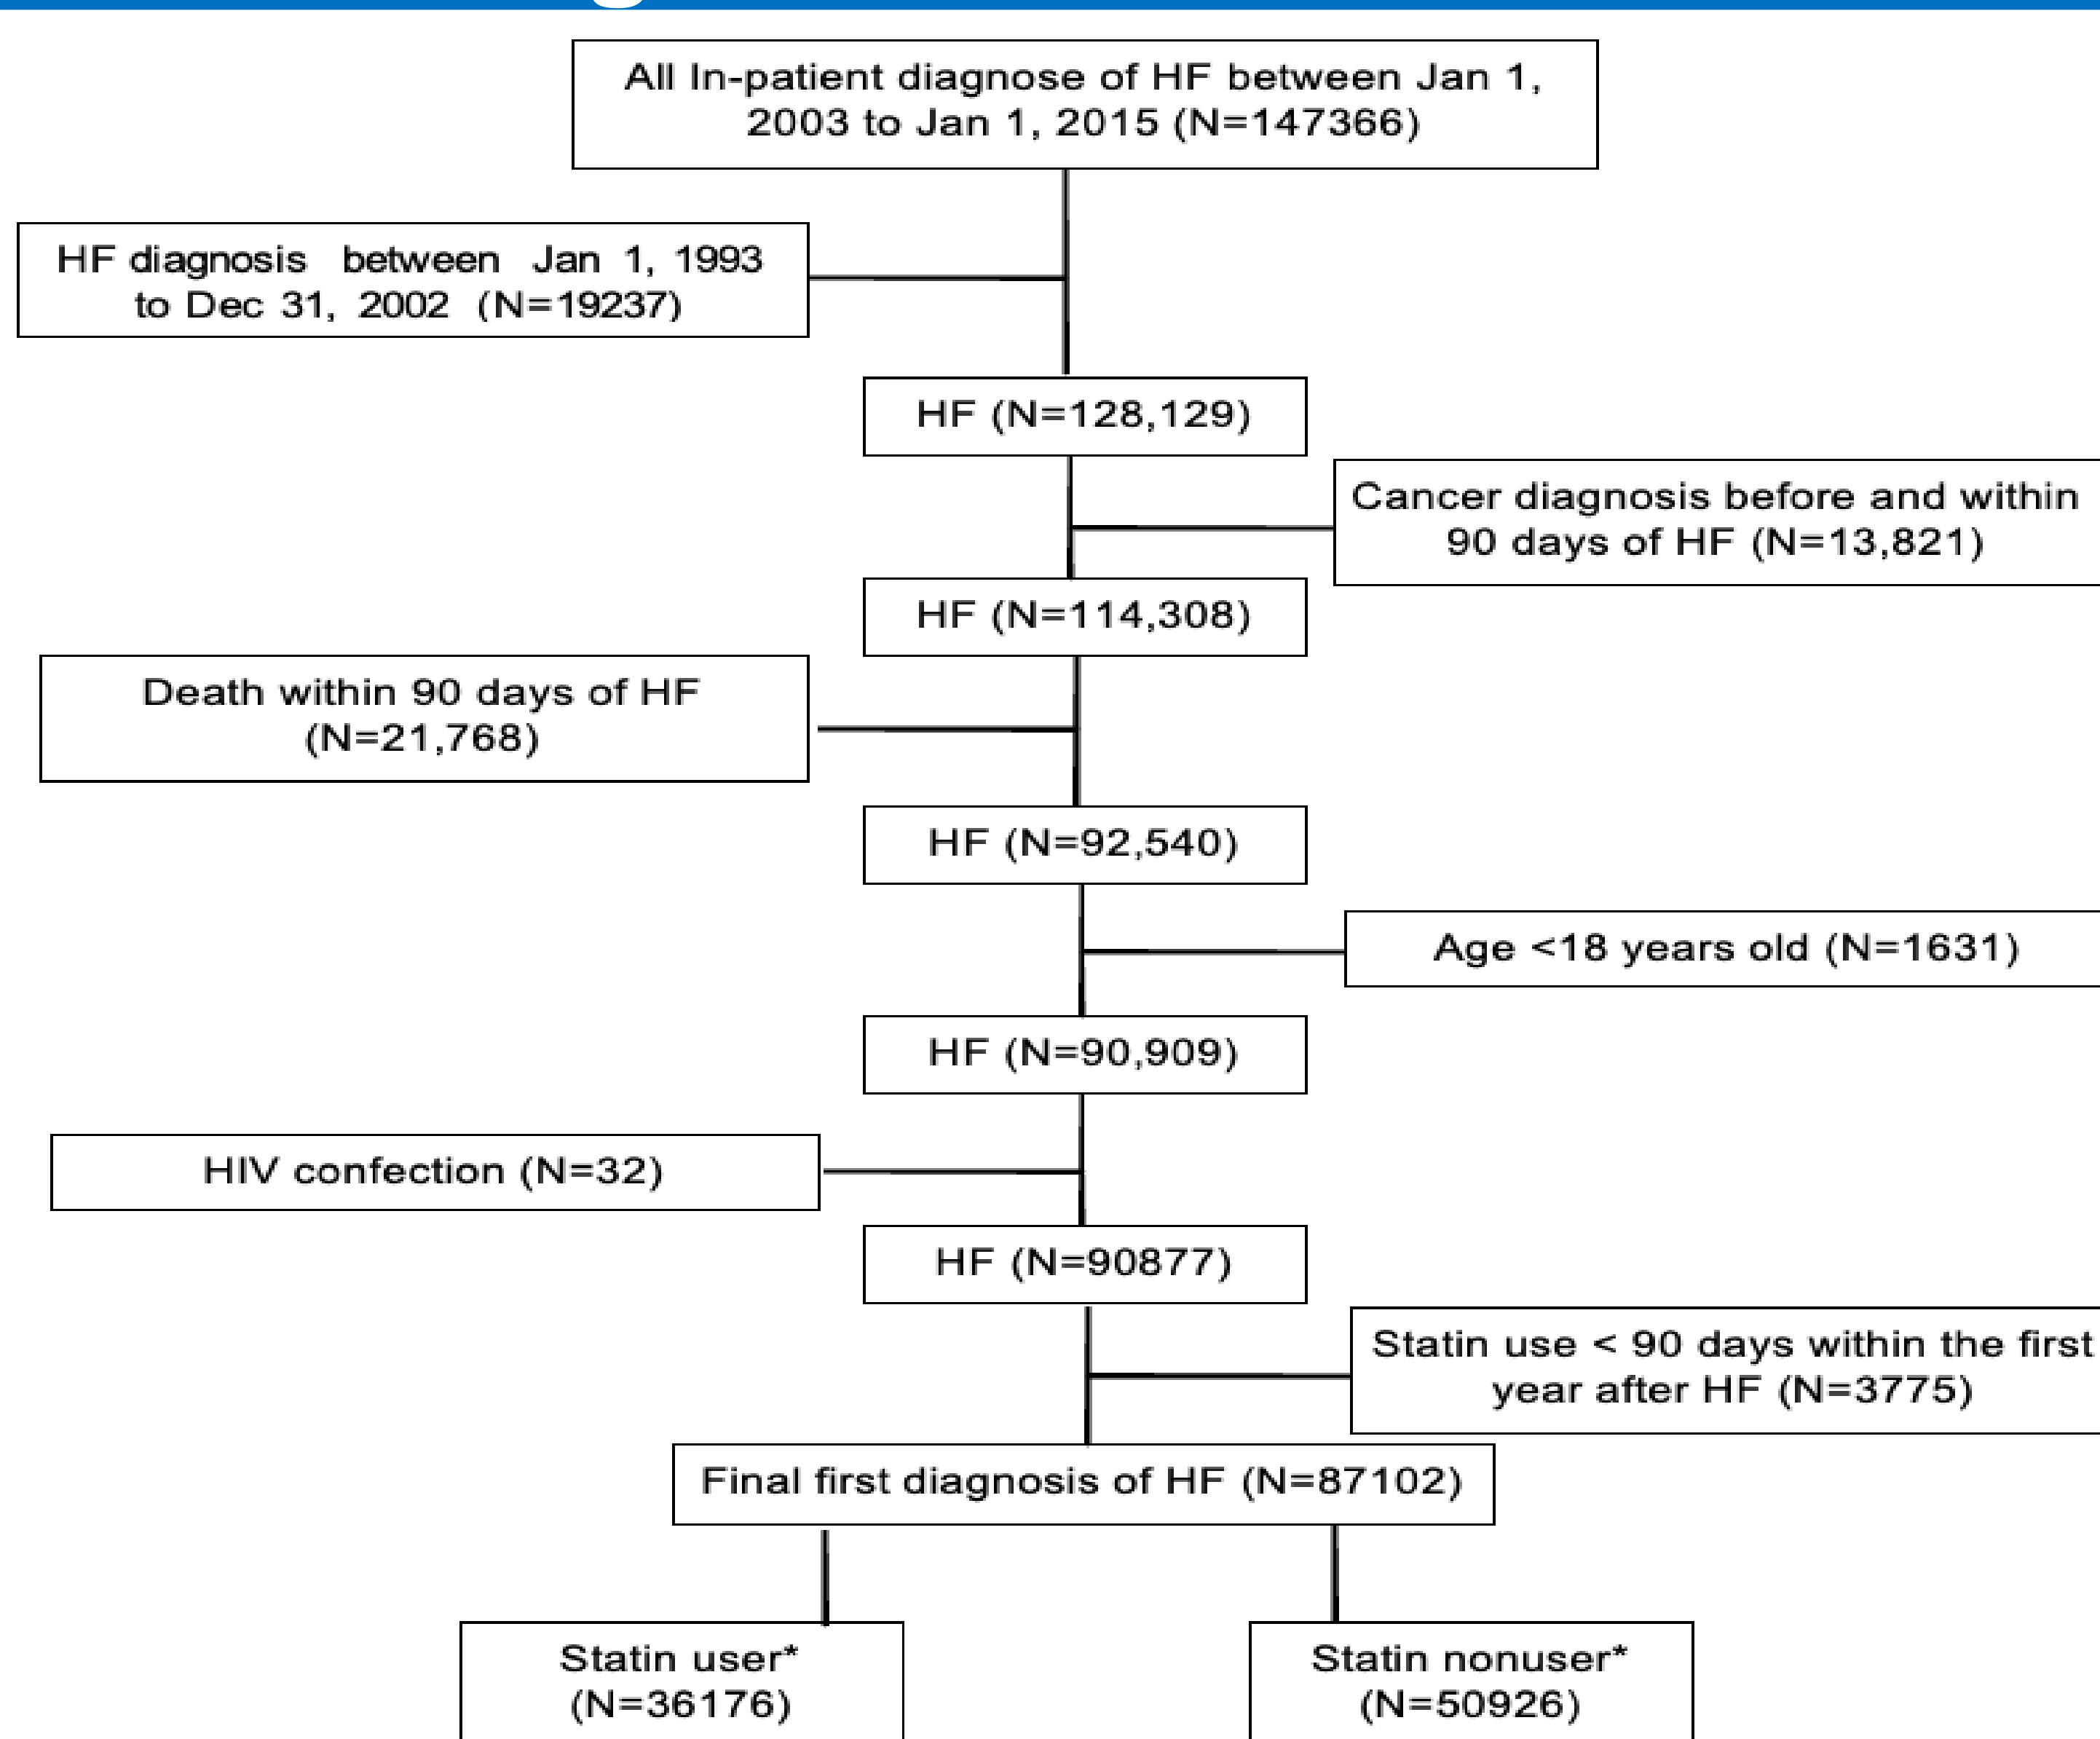 All In-patient diagnose of HF between Jan 1,
2003 to Jan 1, 2015 (N=147366)
HF diagnosis between Jan 1, 1993
to Dec 31, 2002 (N=19237)
HF (N=128,129)
Cancer diagnosis before and within
90 days of HF (N=13,821)
HF (N=114,308)
Death within 90 days of HF
(N=21,768)
HF (N=92,540)
Age <18 years old (N=1631)
HF (N=90,909)
HIV confection (N=32)
HF (N=90877)
Statin use < 90 days within the first
year after HF (N=3775)
Final first diagnosis of HF (N=87102)
Statin user*
(N=36176)
Statin nonuser*
(N=50926)